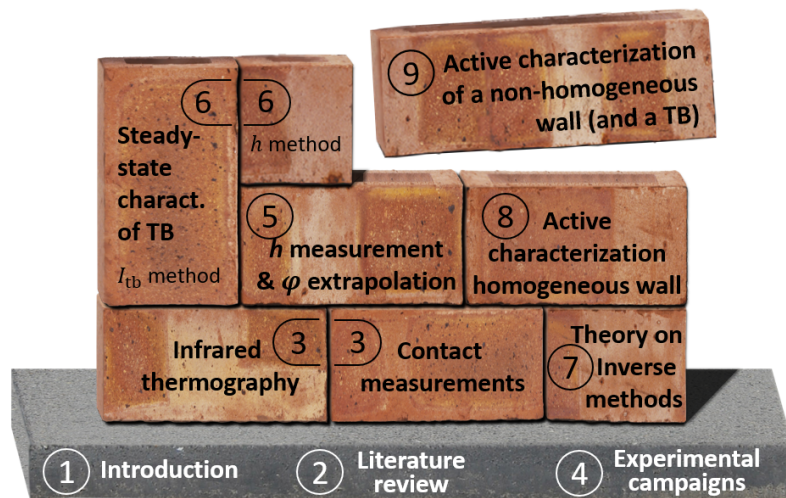 9 Active characterization
of a non-homogeneous
wall (and a TB)
6 6
Steady-
state
charact.
of TB
I_tb method
h method
5
h measurement
& φ extrapolation
8 Active
characterization
homogeneous wall
Infrared 3
thermography
3 Contact
measurements
Theory on
7 Inverse
methods
1 Introduction
2 Literature
review
4 Experimental
campaigns